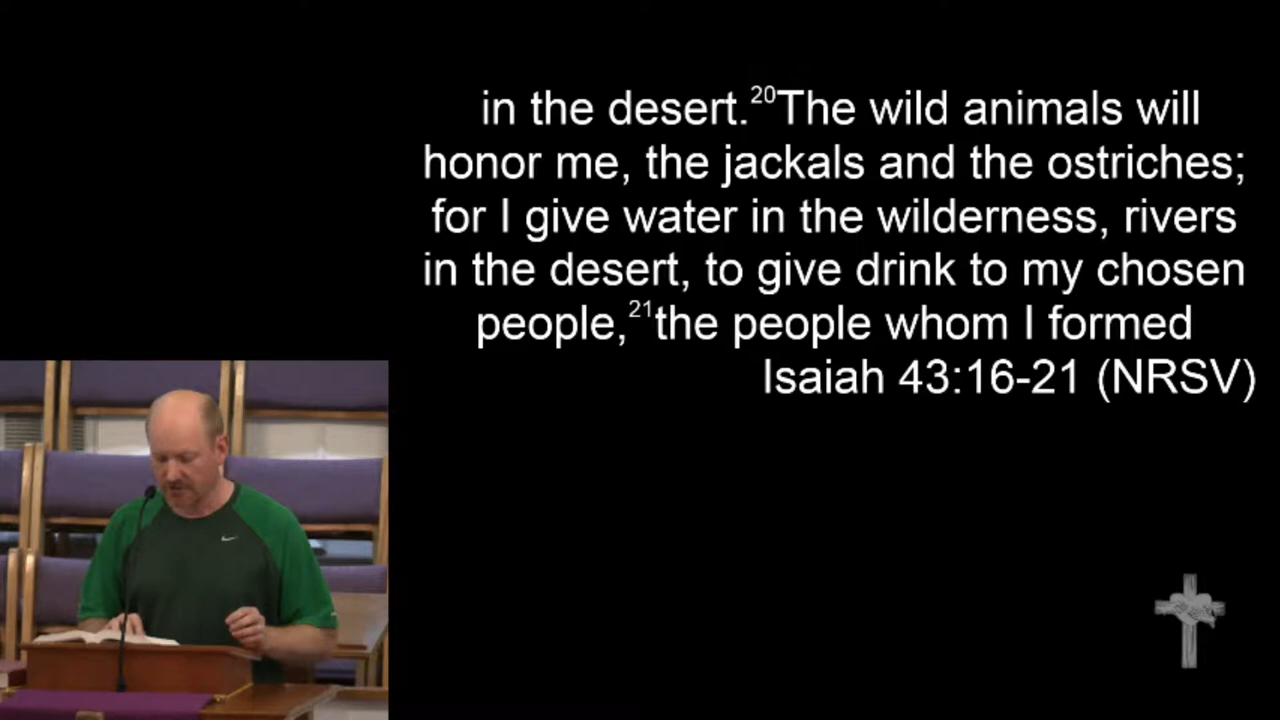 in the desert.²⁰The wild animals will
honor me, the jackals and the ostriches;
for I give water in the wilderness, rivers
in the desert, to give drink to my chosen
people,²¹the people whom I formed
Isaiah 43:16-21 (NRSV)